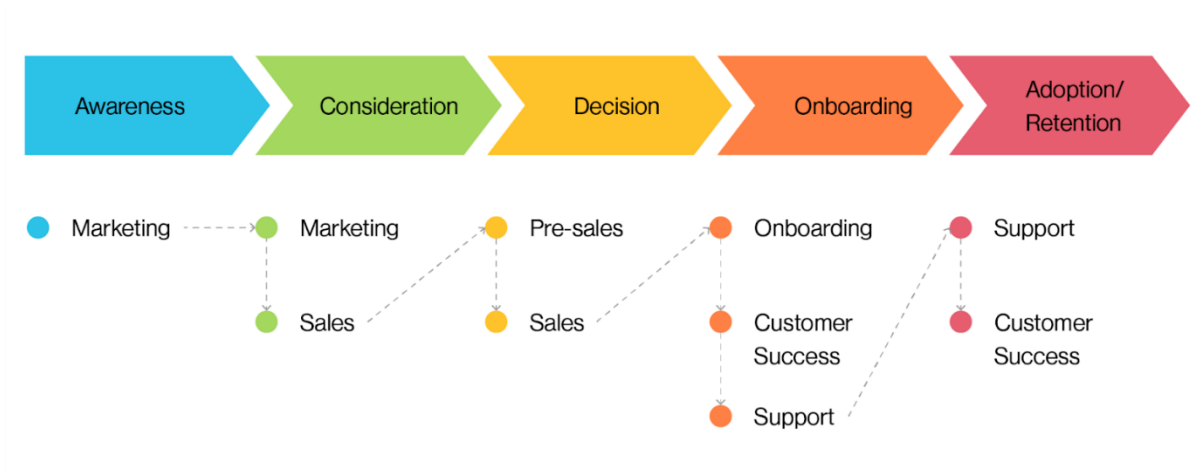 Awareness
Consideration
Decision
Onboarding
Adoption/
Retention
Marketing
Marketing
Pre-sales
Onboarding
Support
Sales
Sales
Customer
Success
Customer
Success
Support